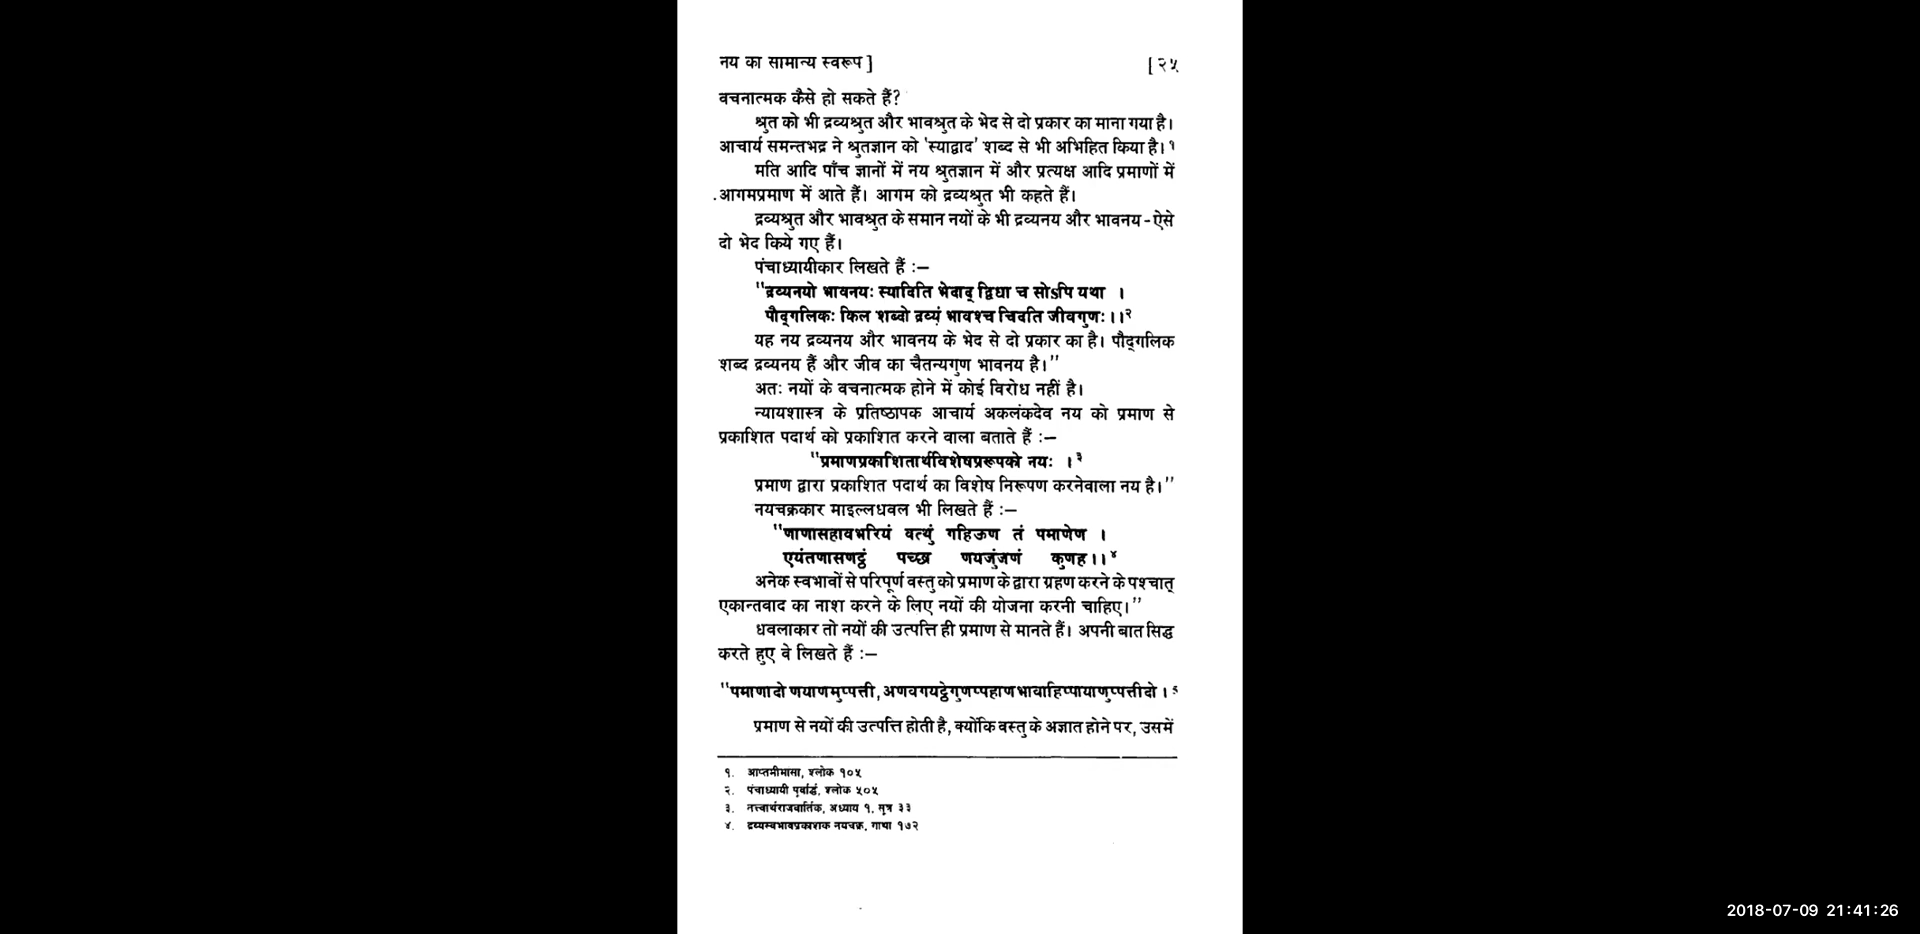 नय का सामान्य स्वरूप ] [ २५
वचनात्मक कैसे हो सकते हैं?
श्रुत को भी द्रव्यश्रुत और भावश्रुत के भेद से दो प्रकार का माना गया है।
आचार्य समन्तभद्र ने श्रुतज्ञान को 'स्याद्वाद' शब्द से भी अभिहित किया है। १
मति आदि पाँच ज्ञानों में नय श्रुतज्ञान में और प्रत्यक्ष आदि प्रमाणों में
आगमप्रमाण में आते हैं। आगम को द्रव्यश्रुत भी कहते हैं।
द्रव्यश्रुत और भावश्रुत के समान नयों के भी द्रव्यनय और भावनय - ऐसे
दो भेद किये गए हैं।
पंचाध्यायीकार लिखते हैं :—
''द्रव्यनयो भावनयः स्यादिति भेदाद् द्विधा च सोऽपि यथा ।
पौद्‌गलिकः किल शब्दो द्रव्यं भावश्च चिदति जीवगुणः।।२
यह नय द्रव्यनय और भावनय के भेद से दो प्रकार का है। पौद्‌गलिक
शब्द द्रव्यनय हैं और जीव का चैतन्यगुण भावनय है।''
अतः नयों के वचनात्मक होने में कोई विरोध नहीं है।
न्यायशास्त्र के प्रतिष्ठापक आचार्य अकलंकदेव नय को प्रमाण से
प्रकाशित पदार्थ को प्रकाशित करने वाला बताते हैं :—
''प्रमाणप्रकाशितार्थविशेषप्ररूपको नयः ।३
प्रमाण द्वारा प्रकाशित पदार्थ का विशेष निरूपण करनेवाला नय है।''
नयचक्रकार माइल्लधवल भी लिखते हैं :—
''णाणासहावभरियं वत्थुं गहिऊण तं पमाणेण ।
एयंतणासणट्ठं पच्छा णयजुंजणं कुणह।।४
अनेक स्वभावों से परिपूर्ण वस्तु को प्रमाण के द्वारा ग्रहण करने के पश्चात्
एकान्तवाद का नाश करने के लिए नयों की योजना करनी चाहिए।''
धवलाकार तो नयों की उत्पत्ति ही प्रमाण से मानते हैं। अपनी बात सिद्ध
करते हुए वे लिखते हैं :—
''पमाणादो णयाणमुप्पत्ती, अणवगयट्ठेगुणप्पहाणभावाहिप्पायाणुप्पत्तीदो । ५
प्रमाण से नयों की उत्पत्ति होती है, क्योंकि वस्तु के अज्ञात होने पर, उसमें
१. आप्तमीमांसा, श्लोक १०५
२. पंचाध्यायी पूर्वार्द्ध, श्लोक ५०५
३. तत्त्वार्थराजवार्तिक, अध्याय १, सूत्र ३३
४. द्रव्यस्वभावप्रकाशक नयचक्र, गाथा १७२
2018-07-09 21:41:26